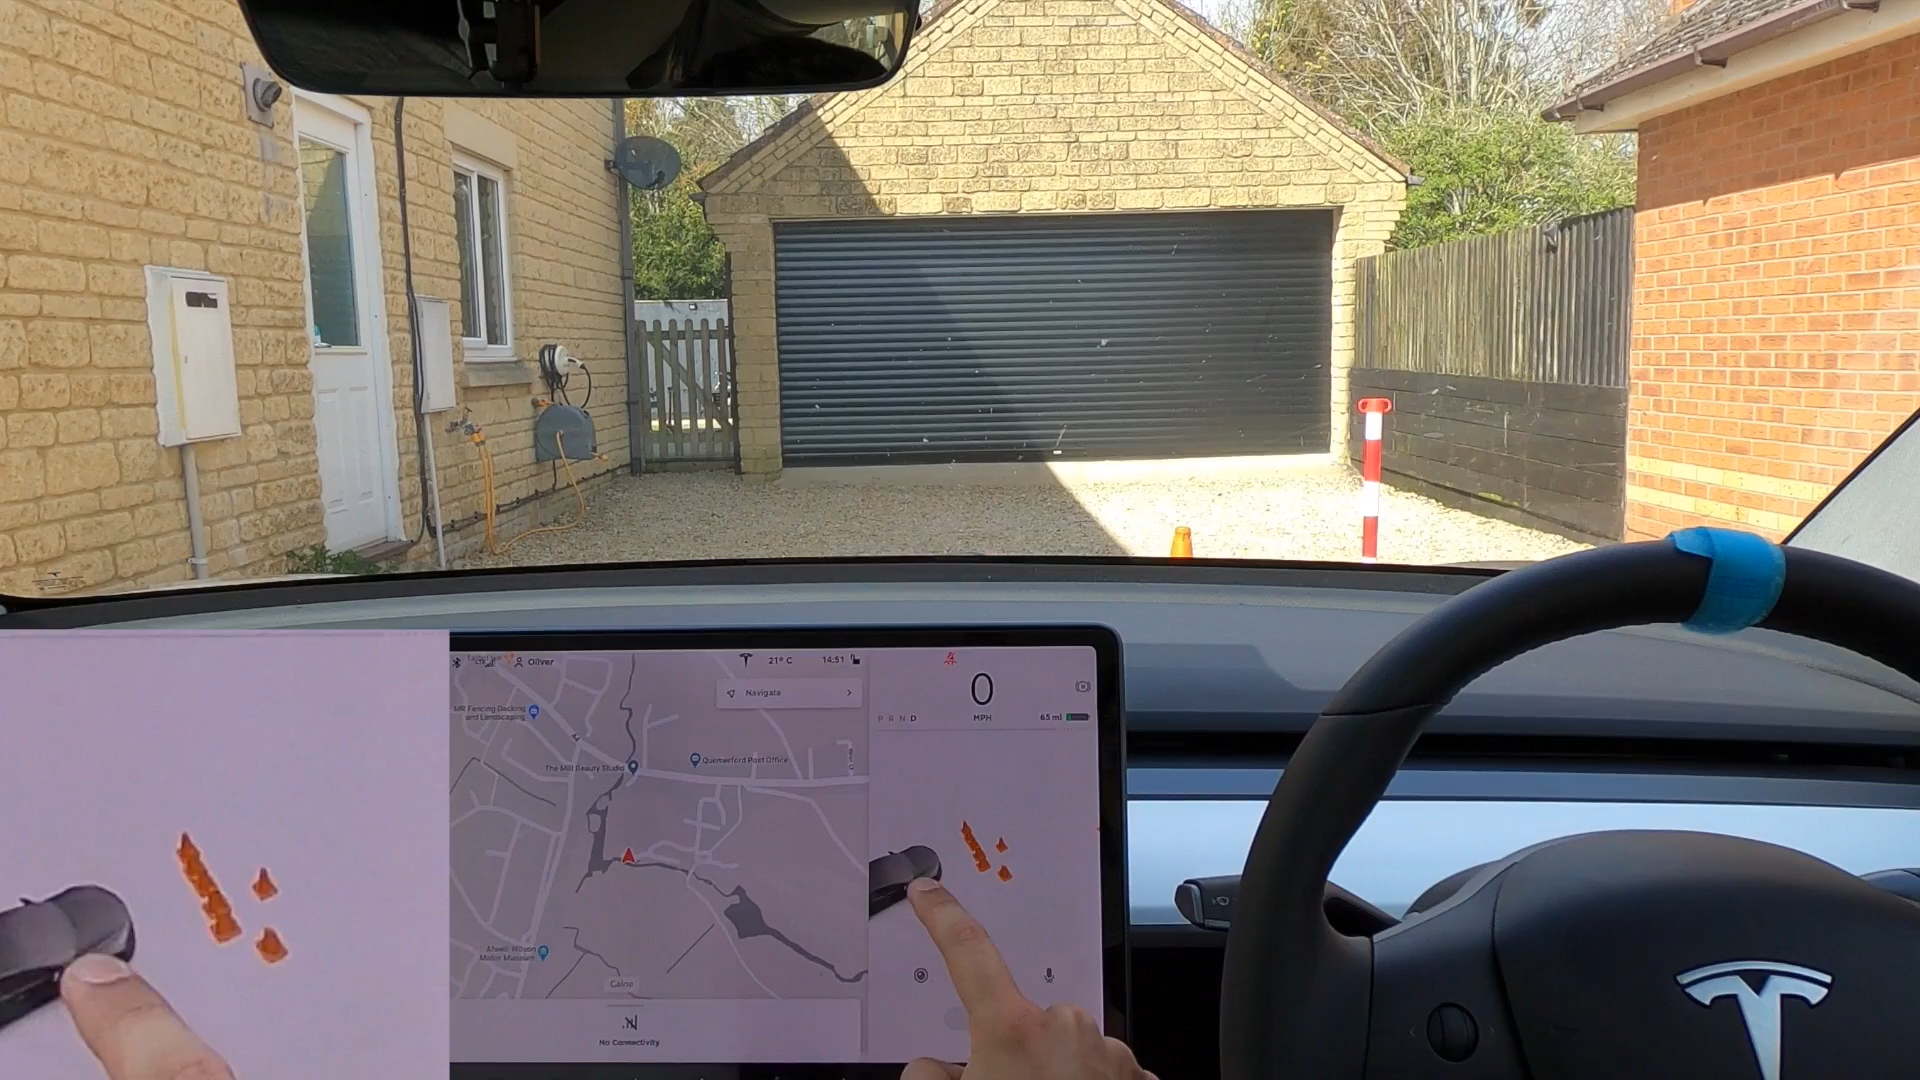 Oliver
21° C
14:51
Navigate
0
MPH
P R N D
65 mi
MR Fencing Decking
and Landscaping
Quemerford Post Office
The Mill Beauty Studio
Atwell Wilson
Motor Museum
Calne
No Connectivity